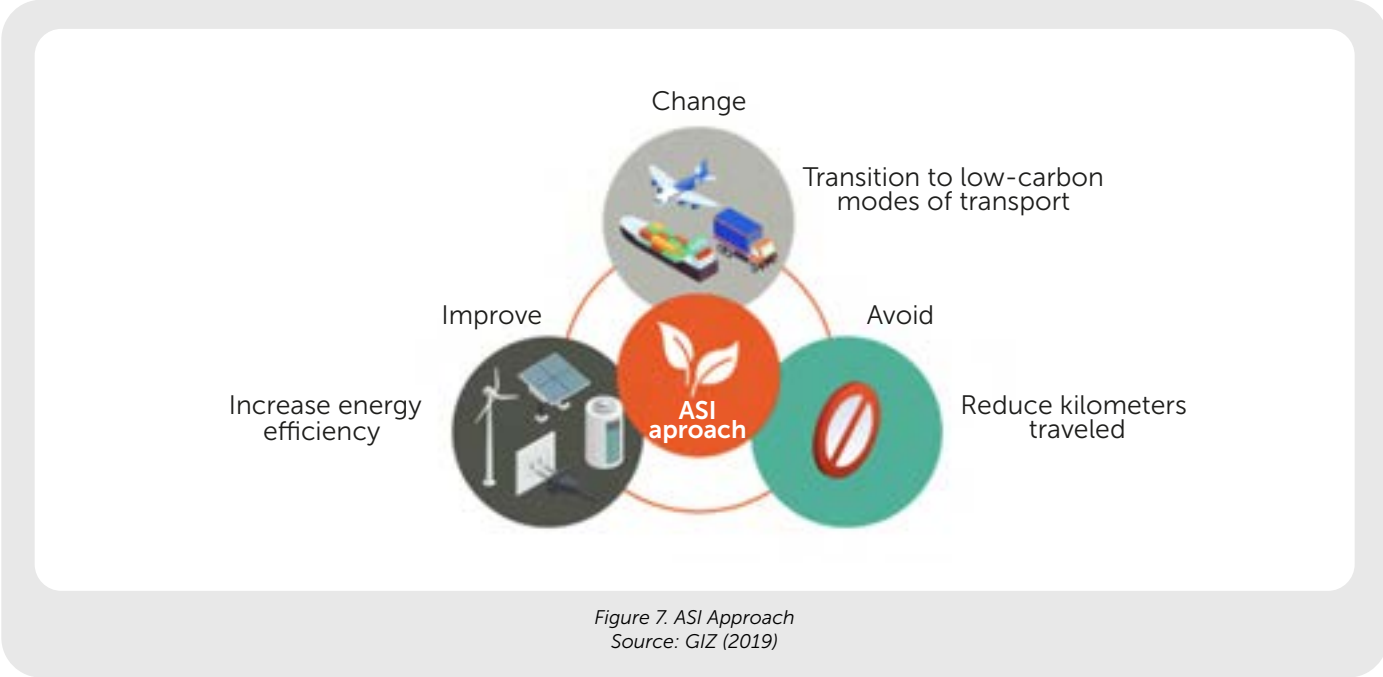 Change
Transition to low-carbon
modes of transport
Improve
Avoid
Increase energy
efficiency
ASI
aproach
Reduce kilometers
traveled
Figure 7. ASI Approach
Source: GIZ (2019)